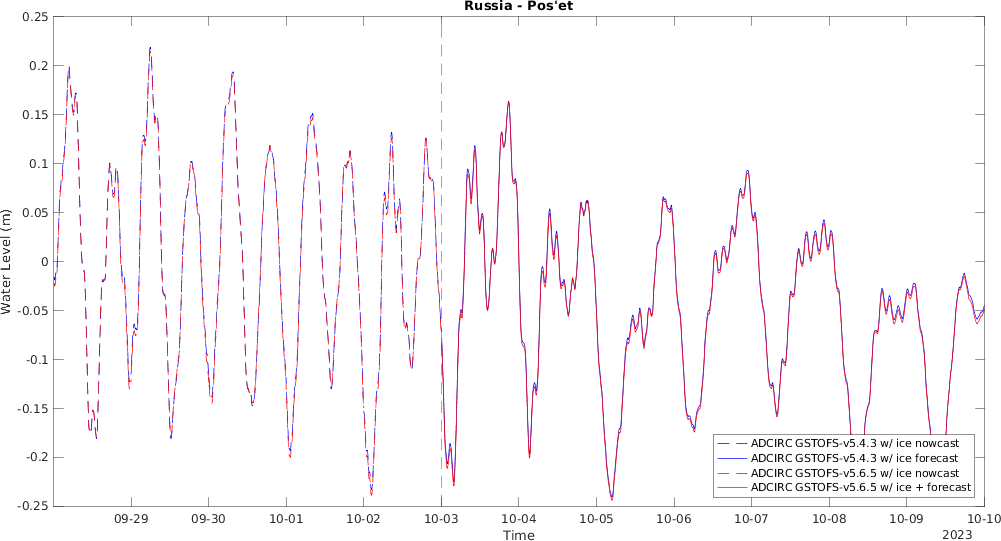 Russia - Pos'et
Water Level (m)
0.25
0.2
0.15
0.1
0.05
0
-0.05
-0.1
-0.15
-0.2
-0.25
ADCIRC GSTOFS-v5.4.3 w/ ice nowcast
ADCIRC GSTOFS-v5.4.3 w/ ice forecast
ADCIRC GSTOFS-v5.6.5 w/ ice nowcast
ADCIRC GSTOFS-v5.6.5 w/ ice + forecast
09-29 09-30 10-01 10-02 10-03 10-04 10-05 10-06 10-07 10-08 10-09 10-10
Time
2023